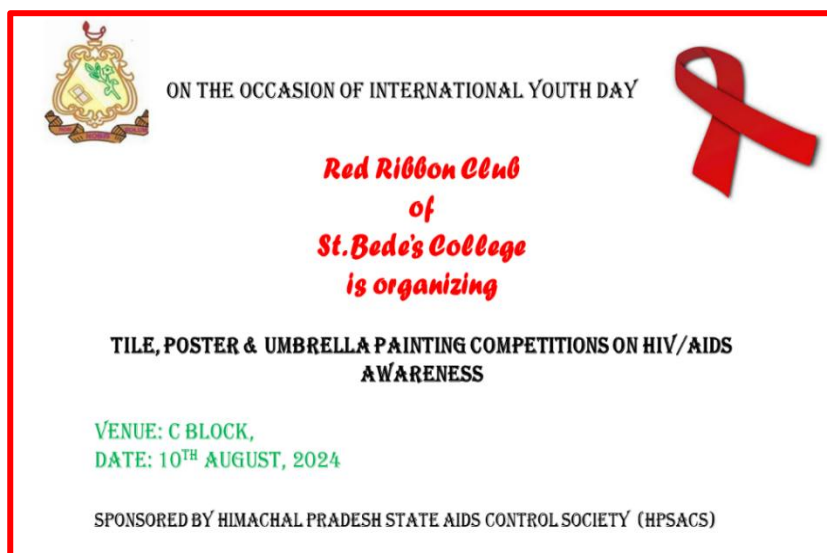 ON THE OCCASION OF INTERNATIONAL YOUTH DAY
Red Ribbon Club
of
St.Bede's College
is organizing
TILE, POSTER & UMBRELLA PAINTING COMPETITIONS ON HIV/AIDS
AWARENESS
VENUE: C BLOCK,
DATE: 10TH AUGUST, 2024
SPONSORED BY HIMACHAL PRADESH STATE AIDS CONTROL SOCIETY (HPSACS)